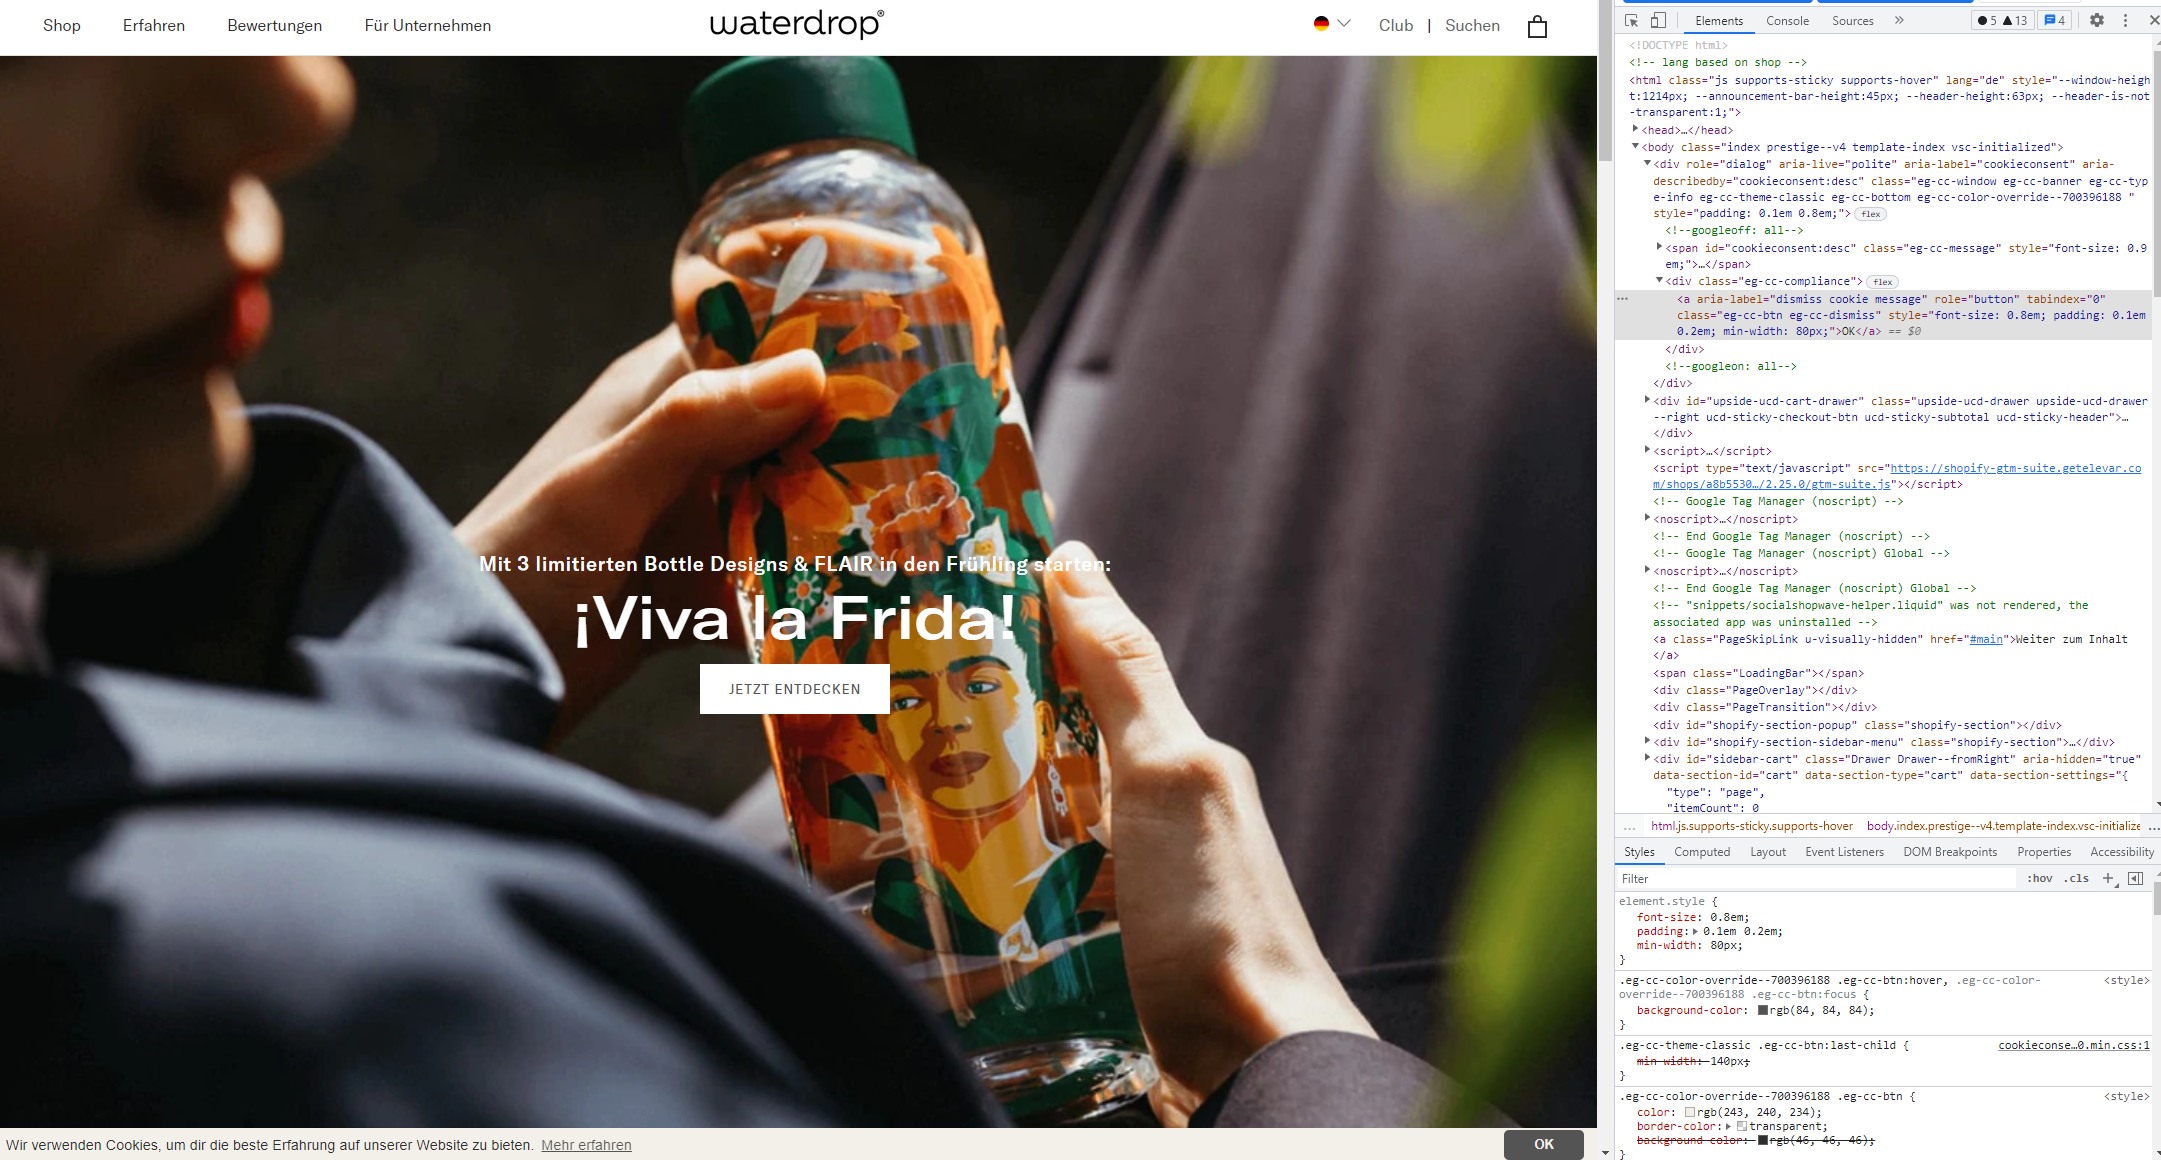 Shop
Erfahren
Bewertungen
Für Unternehmen
waterdrop®
Club | Suchen
Mit 3 limitierten Bottle Designs & FLAIR in den Frühling starten:
¡Viva la Frida!
JETZT ENTDECKEN
Wir verwenden Cookies, um dir die beste Erfahrung auf unserer Website zu bieten. Mehr erfahren
OK
Elements Console Sources » 5 13 4
<!DOCTYPE html>
<!-- lang based on shop -->
<html class="js supports-sticky supports-hover" lang="de" style="--window-heigh
t:1214px; --announcement-bar-height:45px; --header-height:63px; --header-is-not
-transparent:1;">
<head>…</head>
<body class="index prestige--v4 template-index vsc-initialized">
<div role="dialog" aria-live="polite" aria-label="cookieconsent" aria-
describedby="cookieconsent:desc" class="eg-cc-window eg-cc-banner eg-cc-typ
e-info eg-cc-theme-classic eg-cc-bottom eg-cc-color-override--700396188 "
style="padding: 0.1em 0.8em;"> flex
<!--googleoff: all-->
<span id="cookieconsent:desc" class="eg-cc-message" style="font-size: 0.9
em;">…</span>
<div class="eg-cc-compliance"> flex
… <a aria-label="dismiss cookie message" role="button" tabindex="0"
class="eg-cc-btn eg-cc-dismiss" style="font-size: 0.8em; padding: 0.1em
0.2em; min-width: 80px;">OK</a> == $0
</div>
<!--googleon: all-->
</div>
<div id="upside-ucd-cart-drawer" class="upside-ucd-drawer upside-ucd-drawer
--right ucd-sticky-checkout-btn ucd-sticky-subtotal ucd-sticky-header">…
</div>
<script>…</script>
<script type="text/javascript" src="https://shopify-gtm-suite.getelevar.co
m/shops/a8b5530…/2.25.0/gtm-suite.js"></script>
<!-- Google Tag Manager (noscript) -->
<noscript>…</noscript>
<!-- End Google Tag Manager (noscript) -->
<!-- Google Tag Manager (noscript) Global -->
<noscript>…</noscript>
<!-- End Google Tag Manager (noscript) Global -->
<!-- "snippets/socialshopwave-helper.liquid" was not rendered, the
associated app was uninstalled -->
<a class="PageSkipLink u-visually-hidden" href="#main">Weiter zum Inhalt
</a>
<span class="LoadingBar"></span>
<div class="PageOverlay"></div>
<div class="PageTransition"></div>
<div id="shopify-section-popup" class="shopify-section"></div>
<div id="shopify-section-sidebar-menu" class="shopify-section">…</div>
<div id="sidebar-cart" class="Drawer Drawer--fromRight" aria-hidden="true"
data-section-id="cart" data-section-type="cart" data-section-settings="{
"type": "page",
"itemCount": 0
… html.js.supports-sticky.supports-hover body.index.prestige--v4.template-index.vsc-initialize …
Styles Computed Layout Event Listeners DOM Breakpoints Properties Accessibility
Filter :hov .cls +
element.style {
font-size: 0.8em;
padding: 0.1em 0.2em;
min-width: 80px;
}
.eg-cc-color-override--700396188 .eg-cc-btn:hover, .eg-cc-color- <style>
override--700396188 .eg-cc-btn:focus {
background-color: rgb(84, 84, 84);
}
.eg-cc-theme-classic .eg-cc-btn:last-child { cookieconse…0.min.css:1
min-width: 140px;
}
.eg-cc-color-override--700396188 .eg-cc-btn { <style>
color: rgb(243, 240, 234);
border-color: transparent;
background-color: rgb(46, 46, 46);
}